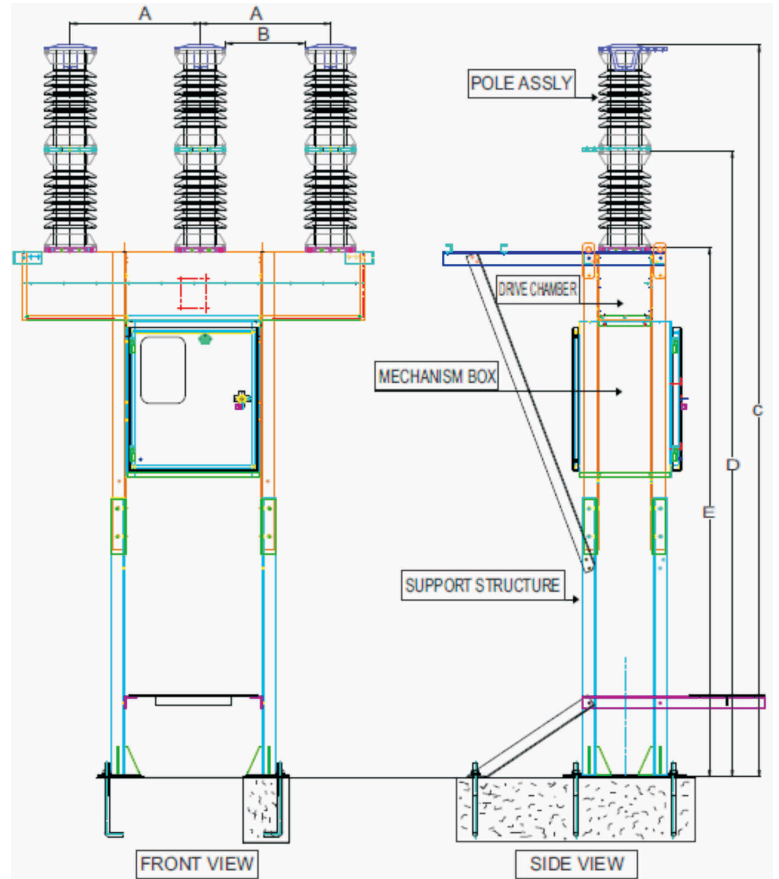 A A
B
POLE ASSLY
DRIVE CHAMBER
MECHANISM BOX
C
D
E
SUPPORT STRUCTURE
FRONT VIEW
SIDE VIEW